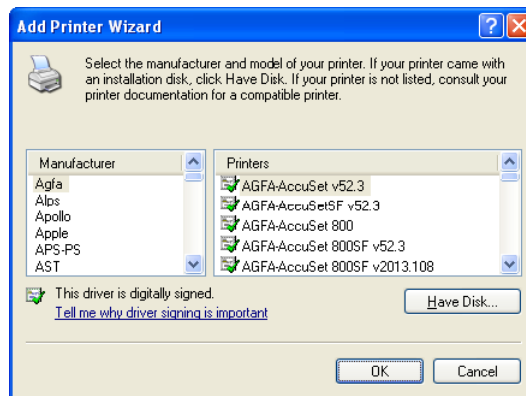 Add Printer Wizard
Select the manufacturer and model of your printer. If your printer came with
an installation disk, click Have Disk. If your printer is not listed, consult your
printer documentation for a compatible printer.
Manufacturer
Agfa
Alps
Apollo
Apple
APS-PS
AST
Printers
AGFA-AccuSet v52.3
AGFA-AccuSetSF v52.3
AGFA-AccuSet 800
AGFA-AccuSet 800SF v52.3
AGFA-AccuSet 800SF v2013.108
This driver is digitally signed.
Tell me why driver signing is important
Have Disk...
OK
Cancel